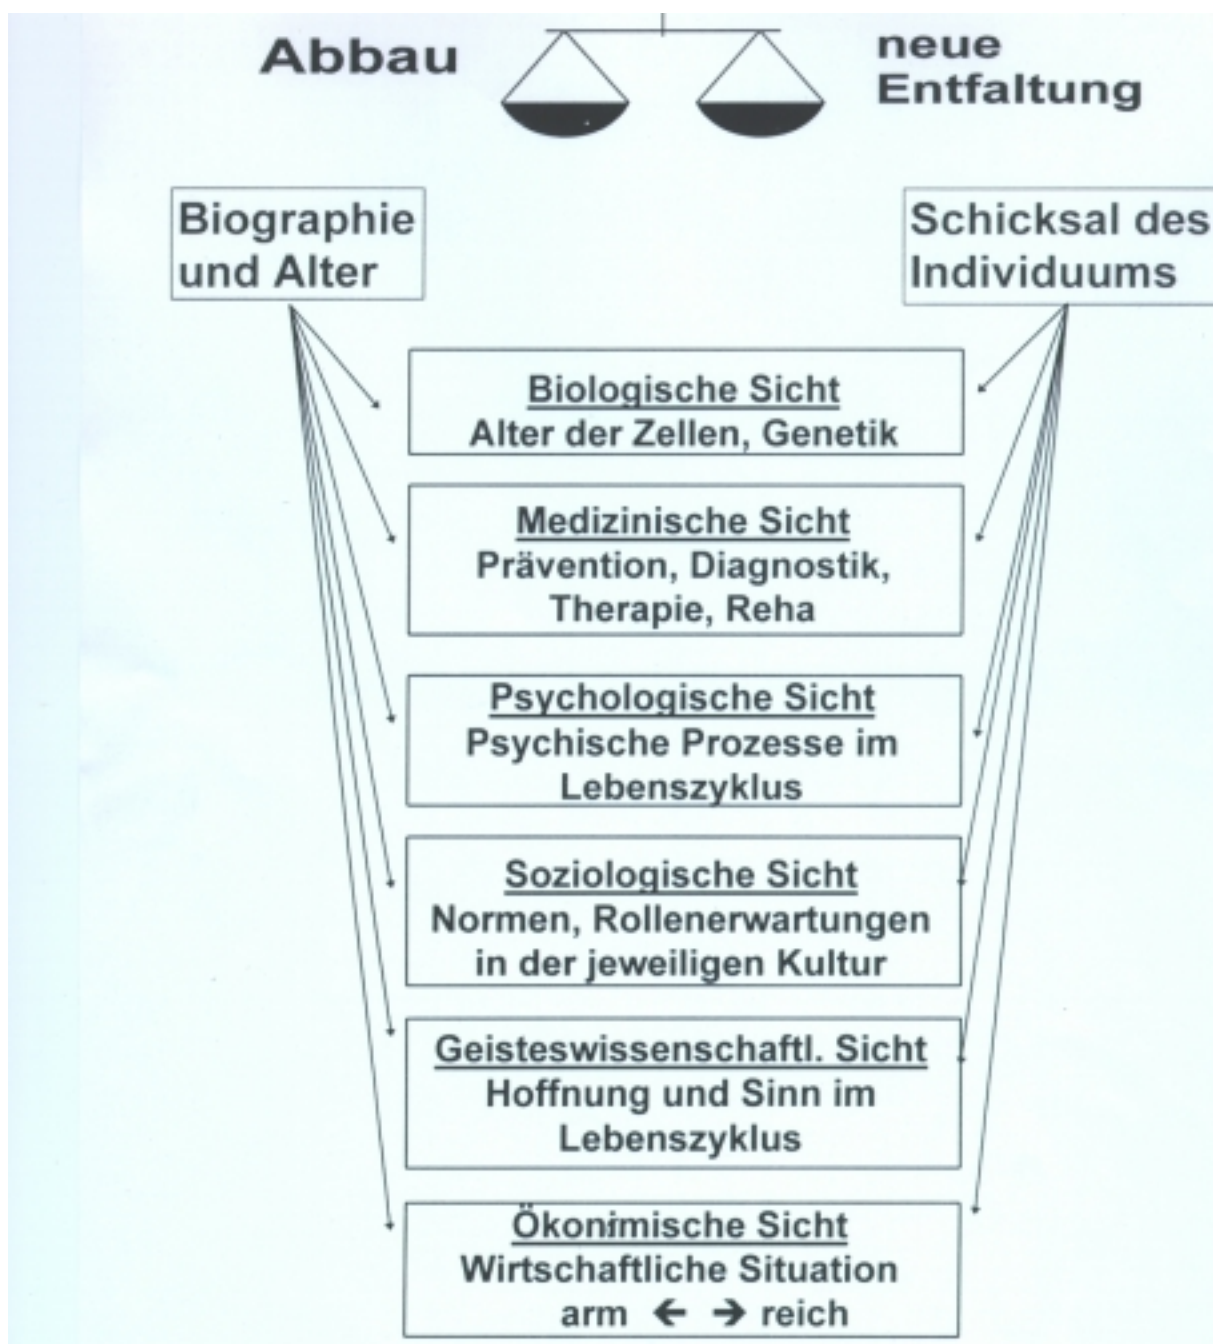 Abbau
neue
Entfaltung
Biographie
und Alter
Schicksal des
Individuums
Biologische Sicht
Alter der Zellen, Genetik
Medizinische Sicht
Prävention, Diagnostik,
Therapie, Reha
Psychologische Sicht
Psychische Prozesse im
Lebenszyklus
Soziologische Sicht
Normen, Rollenerwartungen
in der jeweiligen Kultur
Geisteswissenschaftl. Sicht
Hoffnung und Sinn im
Lebenszyklus
Ökonimische Sicht
Wirtschaftliche Situation
arm ← → reich